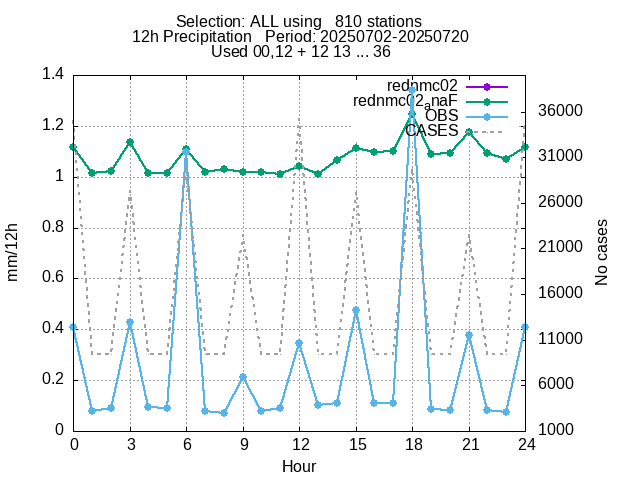 Selection: ALL using   810 stations
12h Precipitation   Period: 20250702-20250720
Used 00,12 + 12 13 ... 36
rednmc02
rednmc02_naF
OBS
CASES
1.4
1.2
1
0.8
0.6
0.4
0.2
0
36000
31000
26000
21000
16000
11000
6000
1000
mm/12h
No cases
0 3 6 9 12 15 18 21 24
Hour